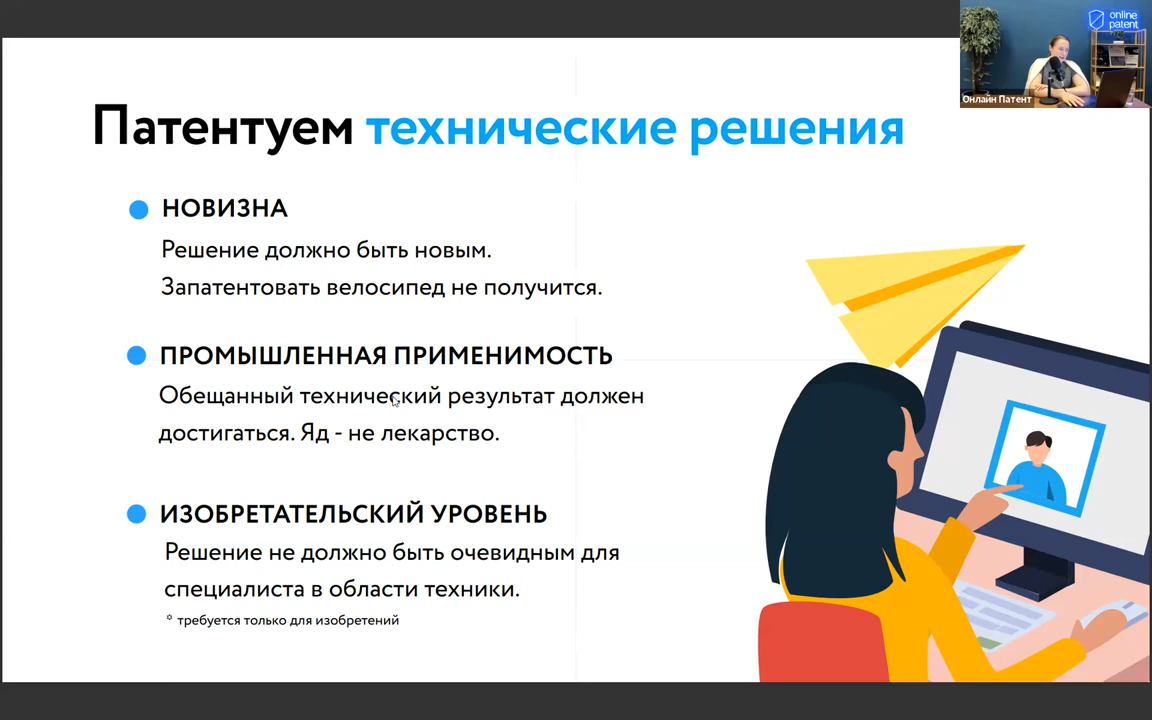 online
patent
Онлайн Патент
Патентуем технические решения
НОВИЗНА
Решение должно быть новым.
Запатентовать велосипед не получится.
ПРОМЫШЛЕННАЯ ПРИМЕНИМОСТЬ
Обещанный технический результат должен
достигаться. Яд - не лекарство.
ИЗОБРЕТАТЕЛЬСКИЙ УРОВЕНЬ
Решение не должно быть очевидным для
специалиста в области техники.
* требуется только для изобретений